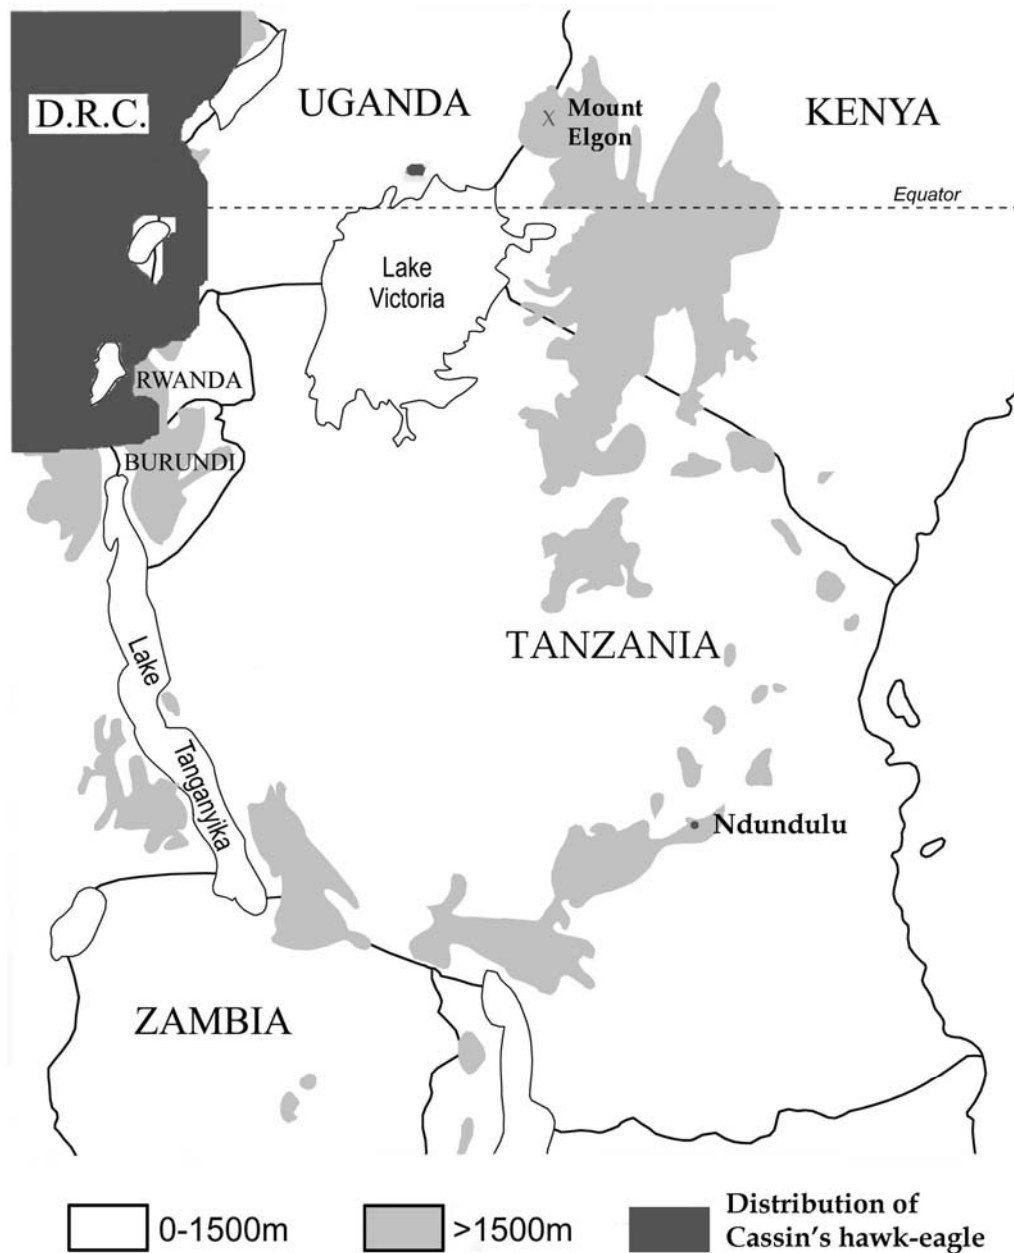 D.R.C.
UGANDA
Mount
Elgon
X
KENYA
Equator
Lake
Victoria
RWANDA
BURUNDI
TANZANIA
Lake
Tanganyika
Ndundulu
ZAMBIA
0-1500m
>1500m
Distribution of
Cassin's hawk-eagle